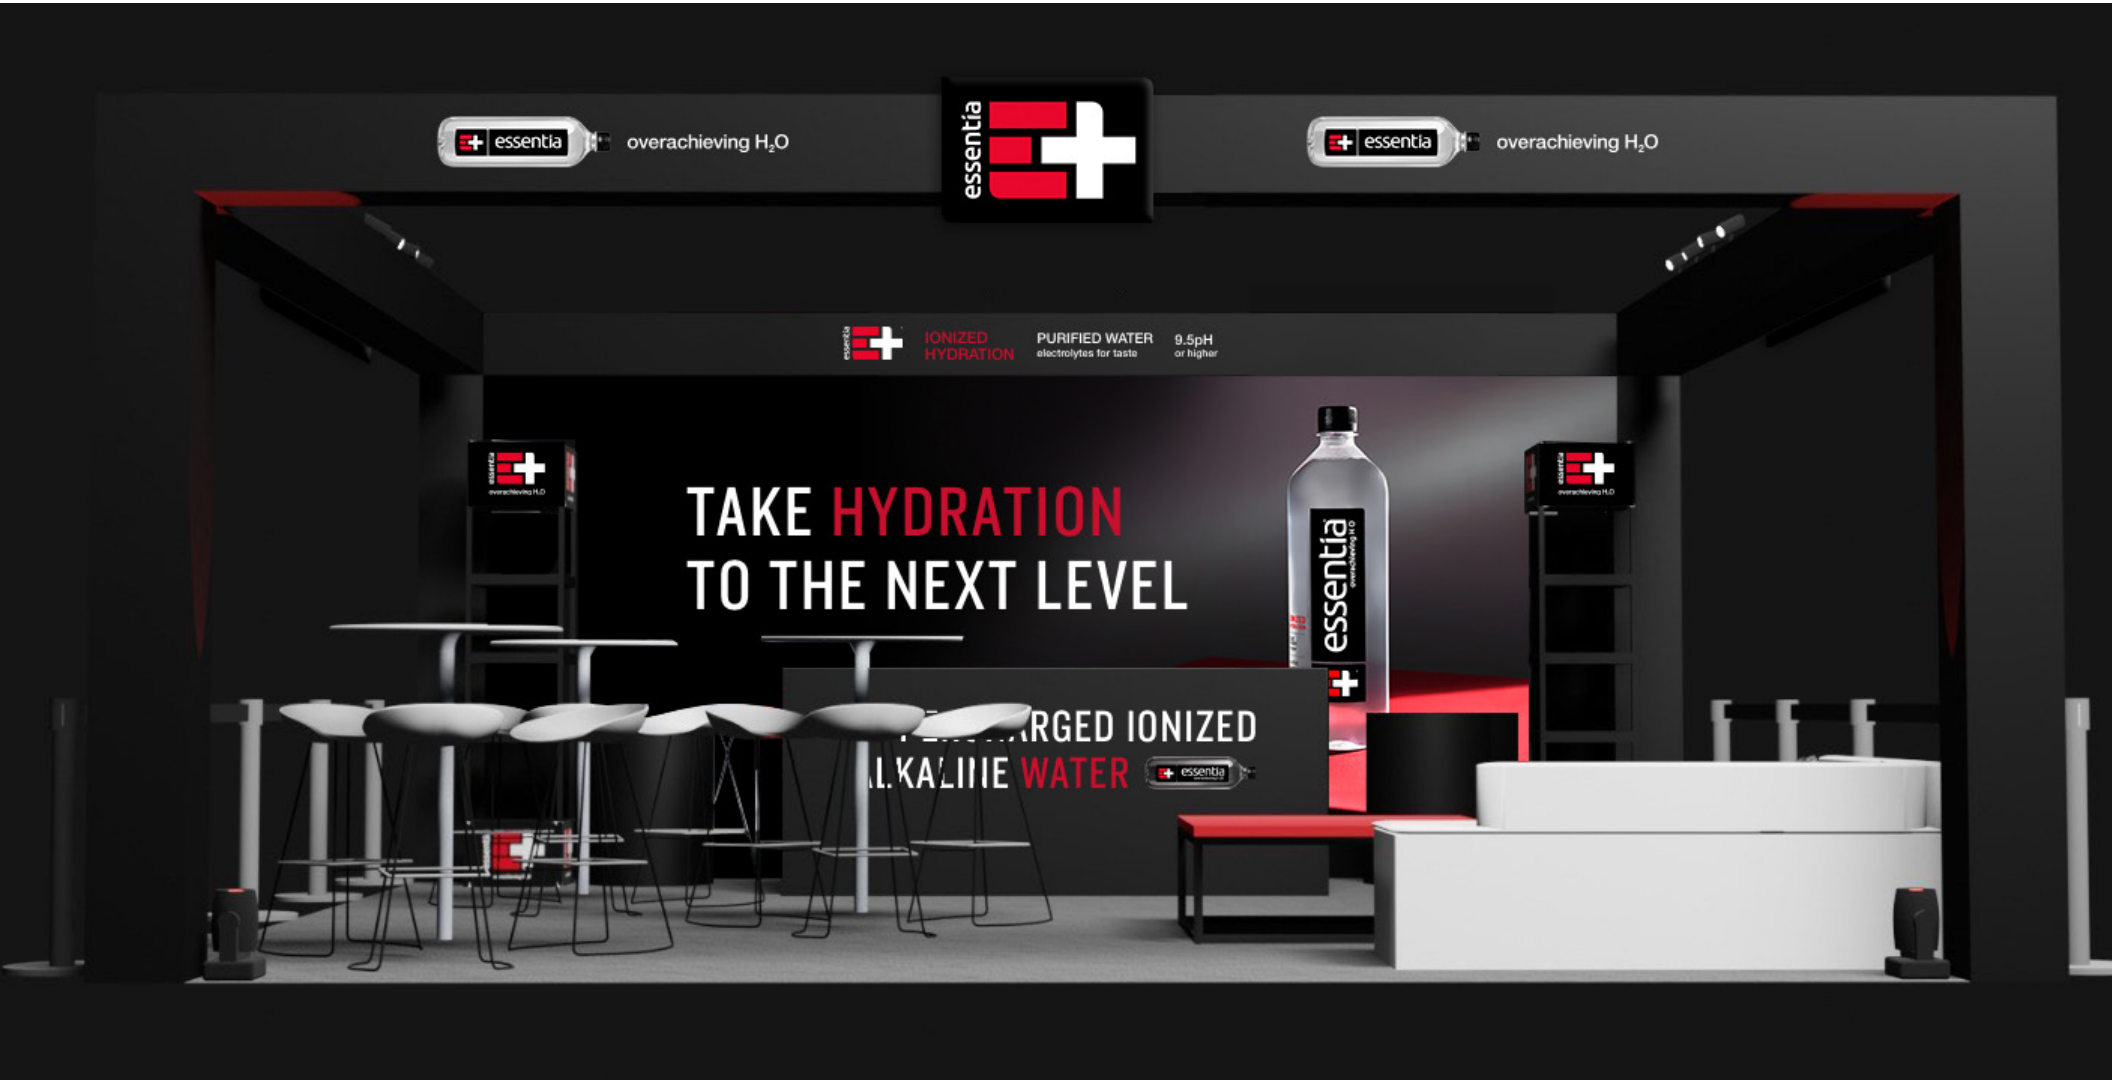 essentia overachieving H₂O
essentia
E+
essentia overachieving H₂O
essentia
E+
IONIZED
HYDRATION
PURIFIED WATER
electrolytes for taste
9.5pH
or higher
essentia
E+
overachieving H₂O
essentia
E+
overachieving H₂O
TAKE HYDRATION
TO THE NEXT LEVEL
essentia
overachieving H₂O
E+
IONIZED
WATER
essentia
essentia
E+